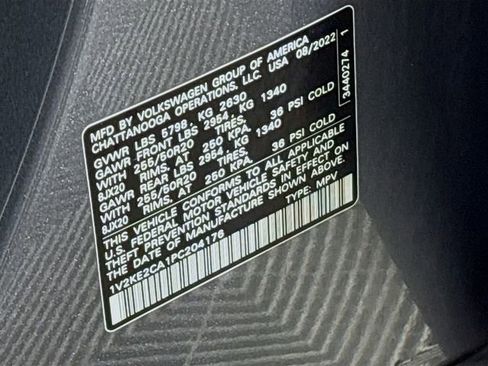 MFD BY VOLKSWAGEN GROUP OF AMERICA
CHATTANOOGA OPERATIONS, LLC. USA 08/2022
GVWR LBS 5798. KG 2630
GAWR FRONT LBS 2954. KG 1340
WITH 255/50R20 TIRES.
8JX20 RIMS. AT 250 KPA. 36 PSI COLD
GAWR REAR LBS 2954. KG 1340
WITH 255/50R20 TIRES.
8JX20 RIMS. AT 250 KPA. 36 PSI COLD
THIS VEHICLE CONFORMS TO ALL APPLICABLE
U.S. FEDERAL MOTOR VEHICLE SAFETY AND
THEFT PREVENTION STANDARDS IN EFFECT ON
THE DATE OF MANUFACTURE SHOWN ABOVE.
TYPE: MPV
1V2KE2CA1PC204176
3440274 1